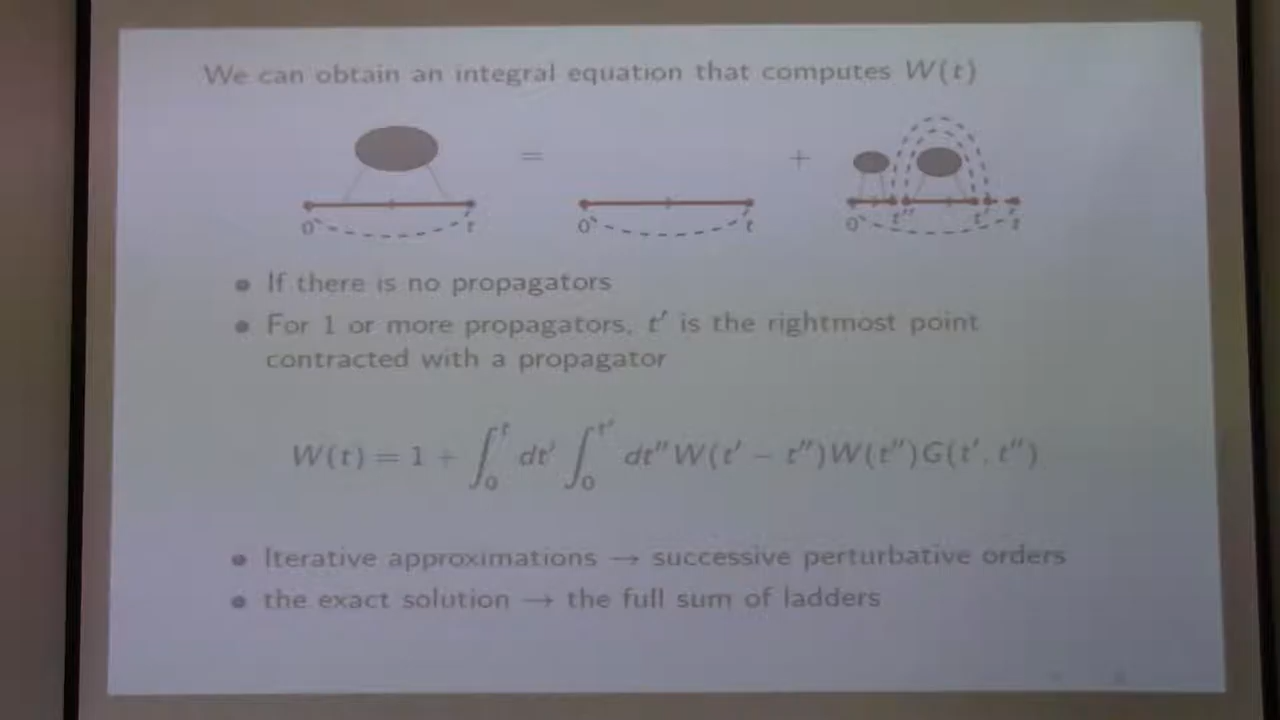 We can obtain an integral equation that computes W(t)
= +
0 t 0 t 0 t'' t' t
• If there is no propagators
• For 1 or more propagators, t' is the rightmost point
contracted with a propagator
W(t) = 1 + ∫₀ᵗ dt' ∫₀ᵗ' dt'' W(t' − t'')W(t'')G(t', t'')
• Iterative approximations → successive perturbative orders
• the exact solution → the full sum of ladders